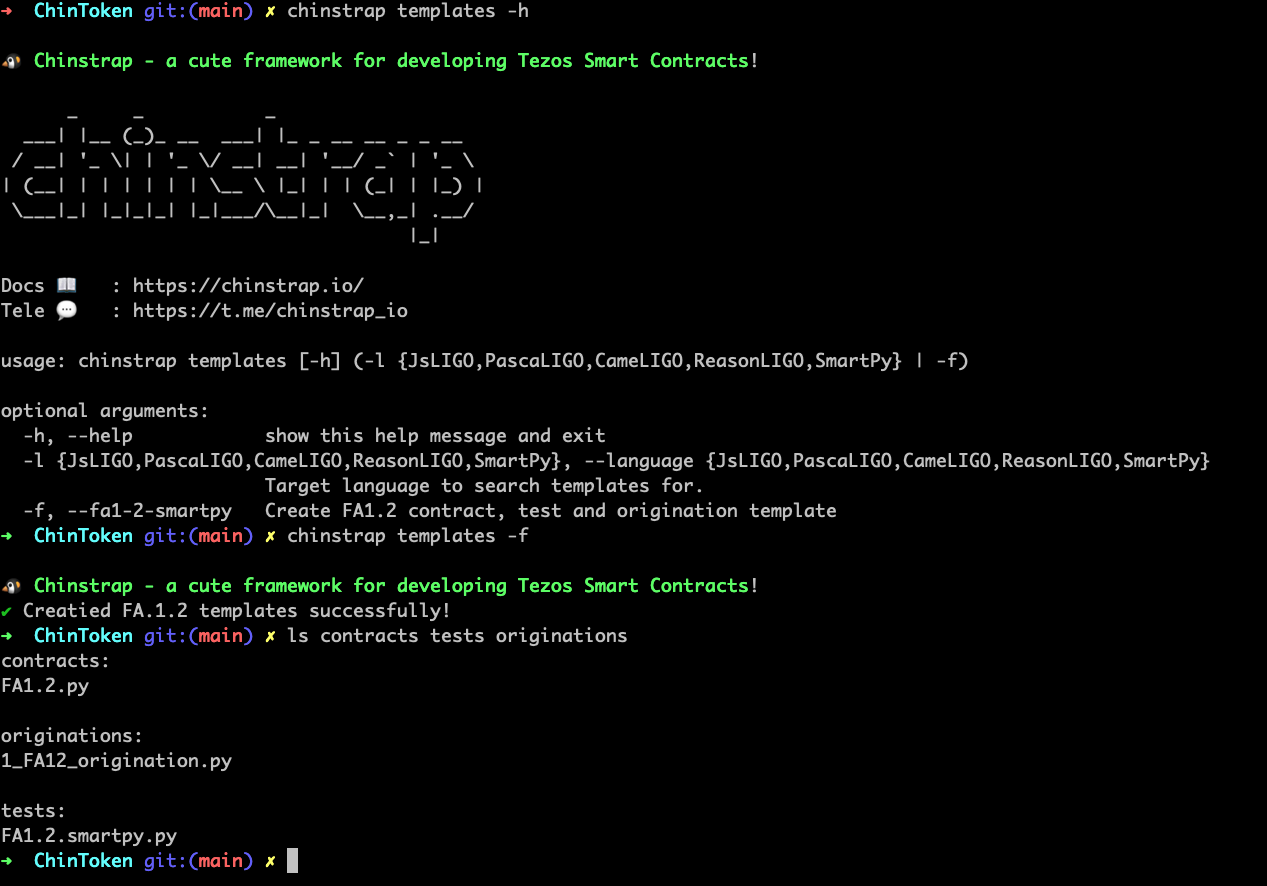 →  ChinToken git:(main) ✗ chinstrap templates -h
🐧 Chinstrap - a cute framework for developing Tezos Smart Contracts!
      _     _           _
  ___| |__ (_)_ __  ___| |_ _ __ __ _ _ __
 / __| '_ \| | '_ \/ __| __| '__/ _` | '_ \
| (__| | | | | | | \__ \ |_| | | (_| | |_) |
 \___|_| |_|_|_| |_|___/\__|_|  \__,_| .__/
                                     |_|
Docs 📖   : https://chinstrap.io/
Tele 💬   : https://t.me/chinstrap_io
usage: chinstrap templates [-h] (-l {JsLIGO,PascaLIGO,CameLIGO,ReasonLIGO,SmartPy} | -f)
optional arguments:
  -h, --help            show this help message and exit
  -l {JsLIGO,PascaLIGO,CameLIGO,ReasonLIGO,SmartPy}, --language {JsLIGO,PascaLIGO,CameLIGO,ReasonLIGO,SmartPy}
                        Target language to search templates for.
  -f, --fa1-2-smartpy   Create FA1.2 contract, test and origination template
→  ChinToken git:(main) ✗ chinstrap templates -f
🐧 Chinstrap - a cute framework for developing Tezos Smart Contracts!
✔ Creatied FA.1.2 templates successfully!
→  ChinToken git:(main) ✗ ls contracts tests originations
contracts:
FA1.2.py
originations:
1_FA12_origination.py
tests:
FA1.2.smartpy.py
→  ChinToken git:(main) ✗